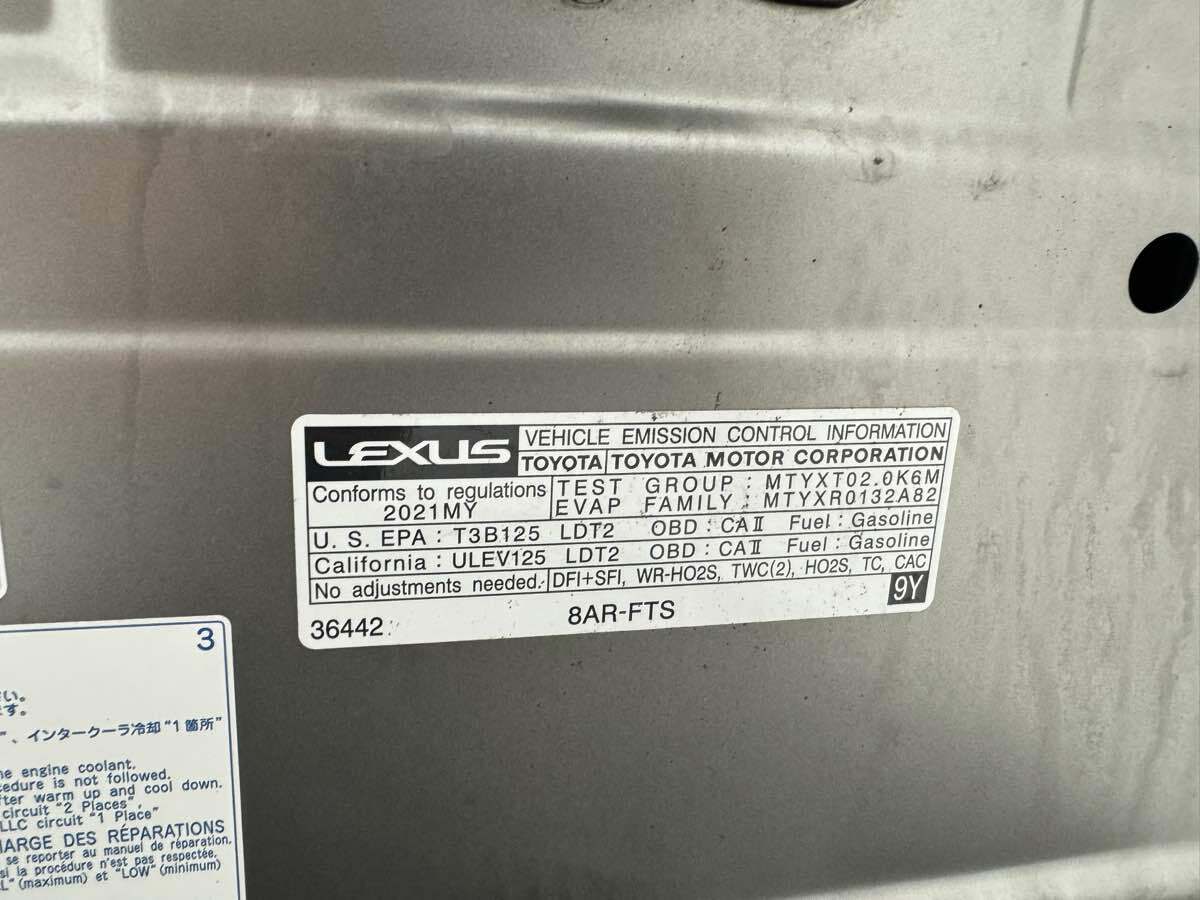 LEXUS VEHICLE EMISSION CONTROL INFORMATION
TOYOTA TOYOTA MOTOR CORPORATION
Conforms to regulations
2021MY
TEST GROUP : MTYXT02.0K6M
EVAP FAMILY : MTYXR0132A82
U. S. EPA : T3B125 LDT2 OBD : CAⅡ Fuel : Gasoline
California : ULEV125 LDT2 OBD : CAⅡ Fuel : Gasoline
No adjustments needed. DFI+SFI, WR-HO2S, TWC(2), HO2S, TC, CAC
36442 8AR-FTS 9Y
3
い。
す。
”、インタークーラ冷却“1箇所”
engine coolant.
is not followed.
warm up and cool down.
circuit “2 Places”,
LLC circuit “1 Place”
DES RÉPARATIONS
se reporter au manuel de réparation.
si la procédure n'est pas respectée.
(maximum) et “LOW” (minimum)